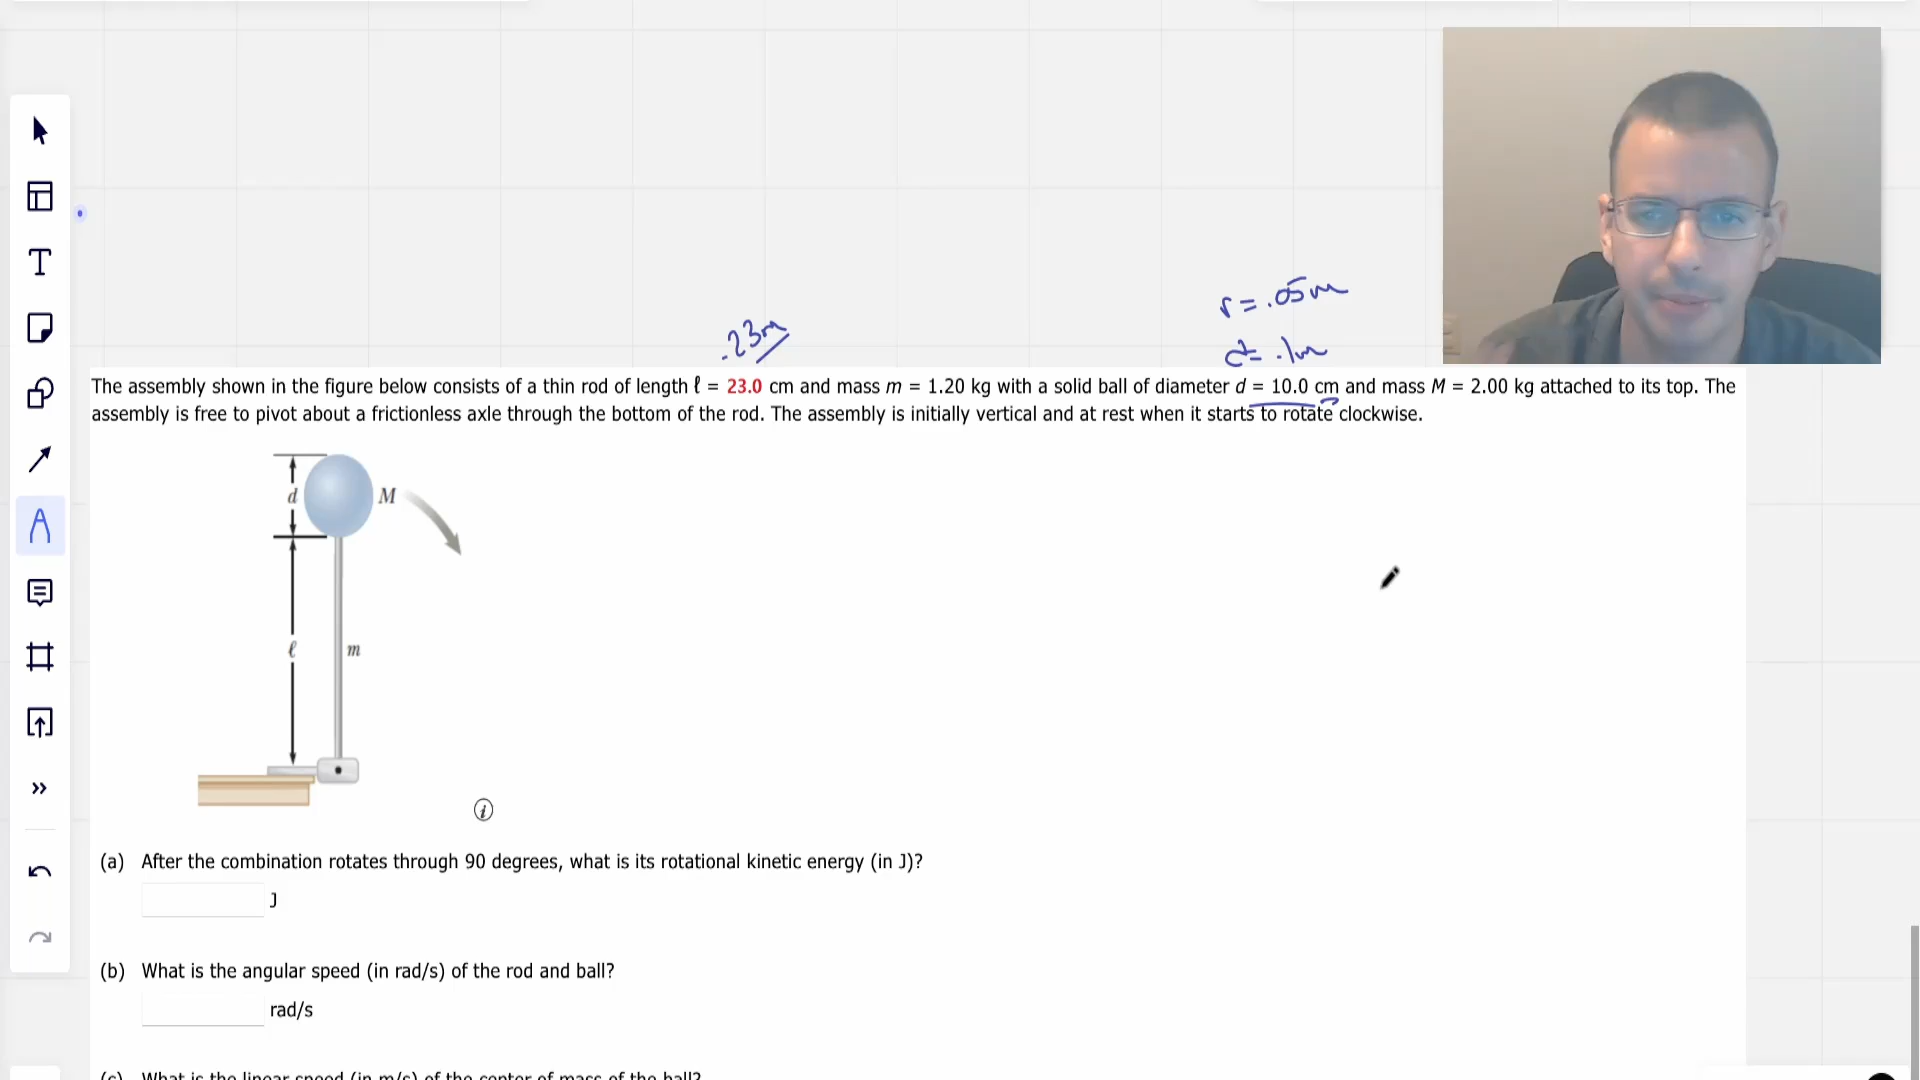 r = .05m
.23m
d = .1m
The assembly shown in the figure below consists of a thin rod of length ℓ = 23.0 cm and mass m = 1.20 kg with a solid ball of diameter d = 10.0 cm and mass M = 2.00 kg attached to its top. The
assembly is free to pivot about a frictionless axle through the bottom of the rod. The assembly is initially vertical and at rest when it starts to rotate clockwise.
d
M
ℓ
m
i
(a) After the combination rotates through 90 degrees, what is its rotational kinetic energy (in J)?
J
(b) What is the angular speed (in rad/s) of the rod and ball?
rad/s
(c) What is the linear speed (in m/s) of the center of mass of the ball?